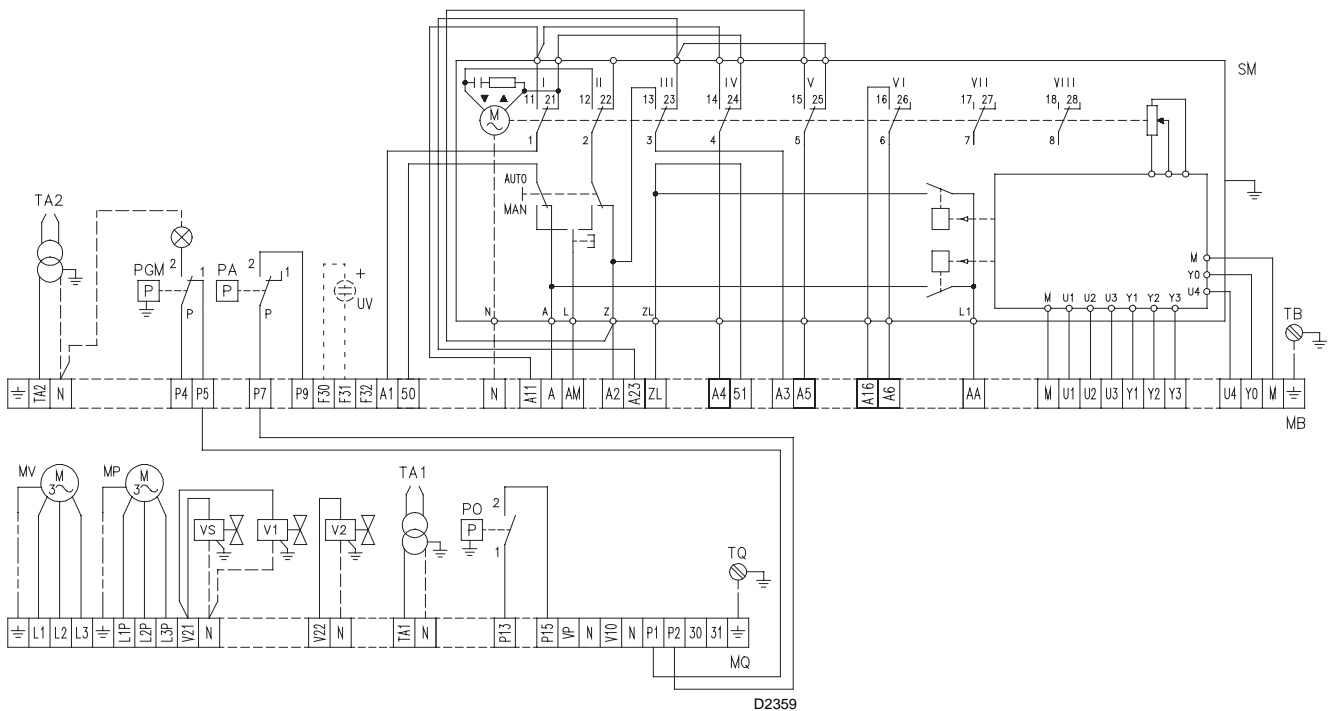 SM
I II III IV V VI VII VIII
11 21 12 22 13 23 14 24 15 25 16 26 17 27 18 28
M
1 2 3 4 5 6 7 8
AUTO
MAN
TA2
PGM 2 1
P
P
PA 2 1
P
P
+
UV
M
Y0
U4
N A L Z ZL L1
M U1 U2 U3 Y1 Y2 Y3
TB
TA2 N P4 P5 P7 P9 F30 F31 F32 A1 50 N A11 A AM A2 A23 ZL A4 51 A3 A5 A16 A6 AA M U1 U2 U3 Y1 Y2 Y3 U4 Y0 M
MB
MV M 3
MP M 3
VS V1 V2
TA1
PO 2
P
1
TQ
L1 L2 L3 L1P L2P L3P V21 N V22 N TA1 N P13 P15 VP N V10 N P1 P2 30 31
MQ
D2359